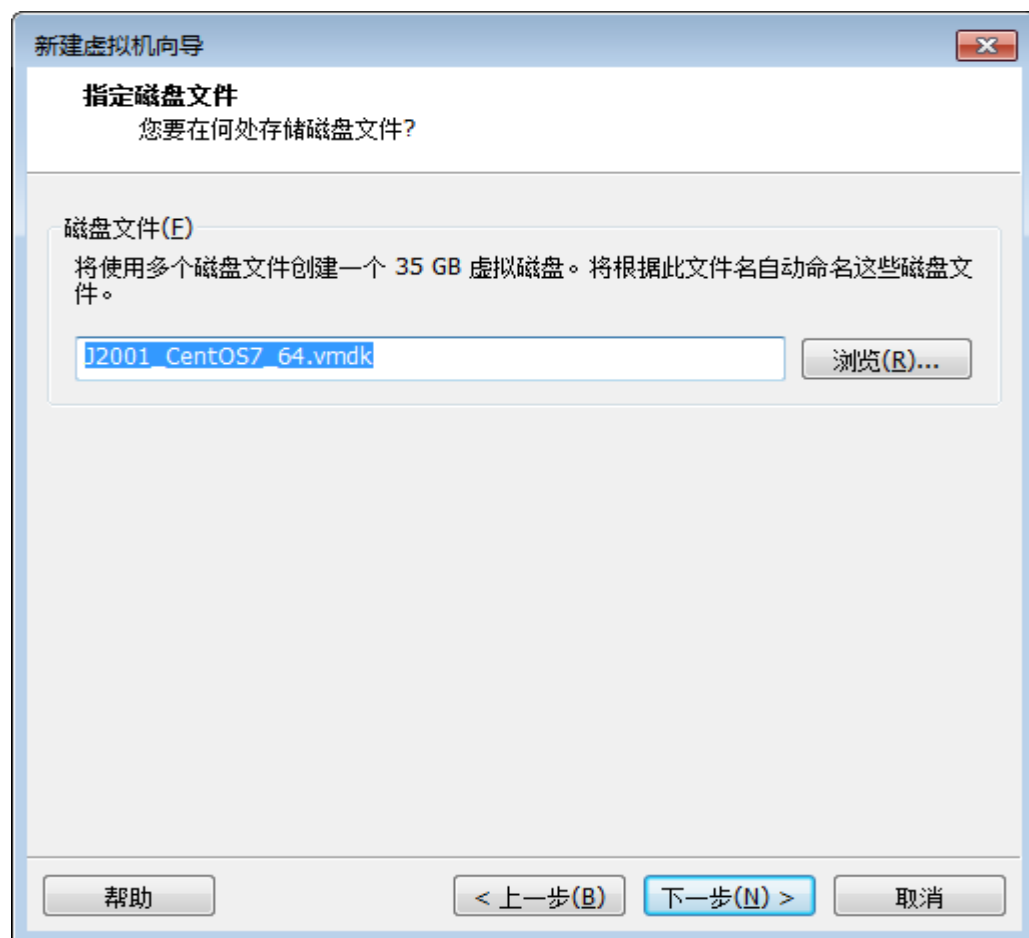 新建虚拟机向导
指定磁盘文件
您要在何处存储磁盘文件?
磁盘文件(F)
将使用多个磁盘文件创建一个 35 GB 虚拟磁盘。将根据此文件名自动命名这些磁盘文
件。
J2001_CentOS7_64.vmdk
浏览(R)...
帮助
< 上一步(B)
下一步(N) >
取消